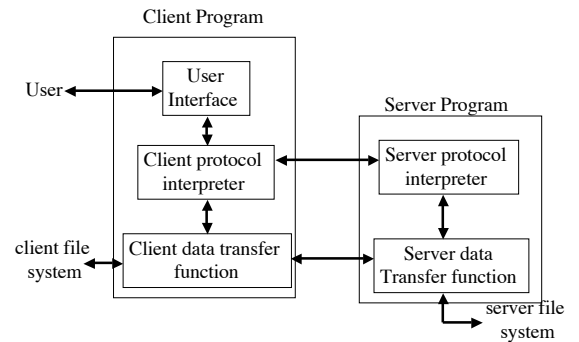 Client Program
User
User
Interface
Server Program
Client protocol
interpreter
Server protocol
interpreter
client file
system
Client data transfer
function
Server data
Transfer function
server file
system